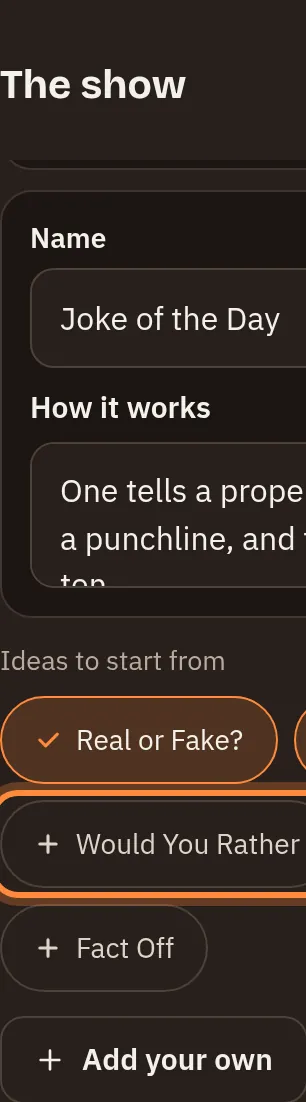 The show
Name
Joke of the Day
How it works
One tells a prope
a punchline, and
Ideas to start from
Real or Fake?
Would You Rather
Fact Off
Add your own